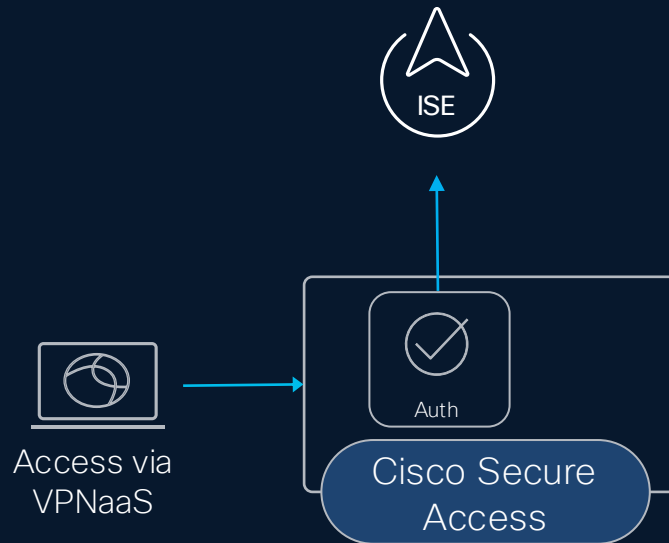 ISE
Auth
Access via
VPNaaS
Cisco Secure
Access